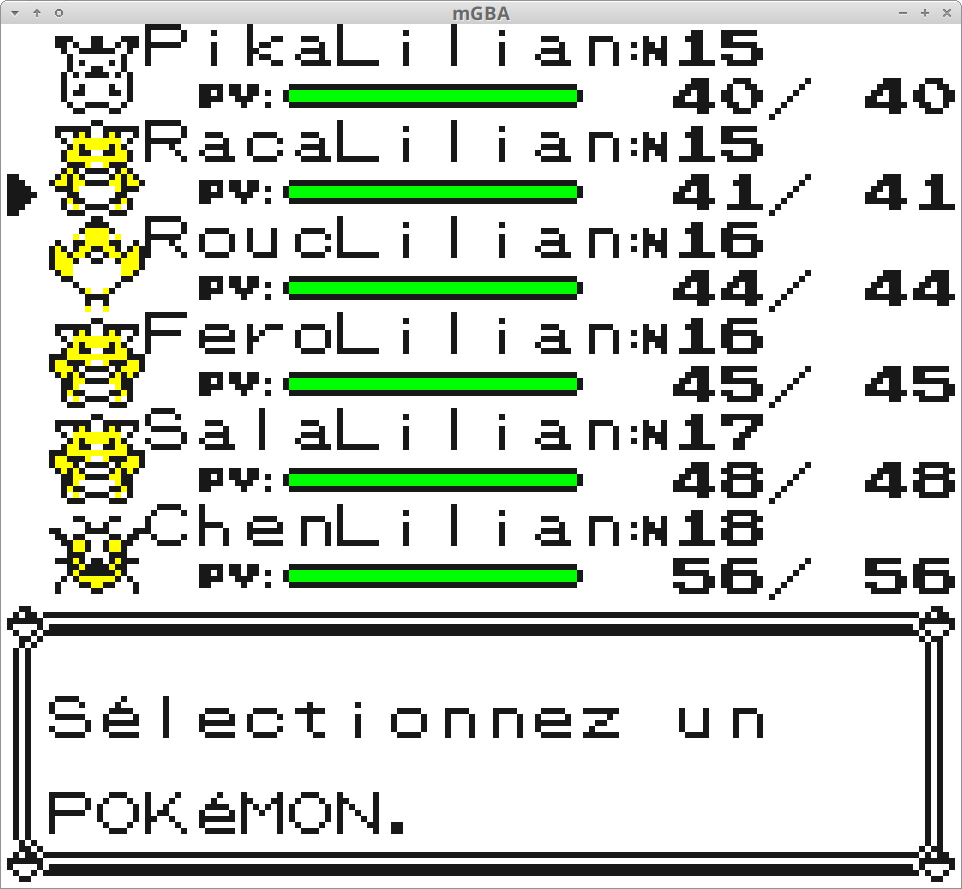 mGBA
PikaLilian:N15
PV: 40/ 40
RacaLilian:N15
PV: 41/ 41
RoucLilian:N16
PV: 44/ 44
FeroLilian:N16
PV: 45/ 45
SalaLilian:N17
PV: 48/ 48
ChenLilian:N18
PV: 56/ 56
Sélectionnez un
POKéMON.